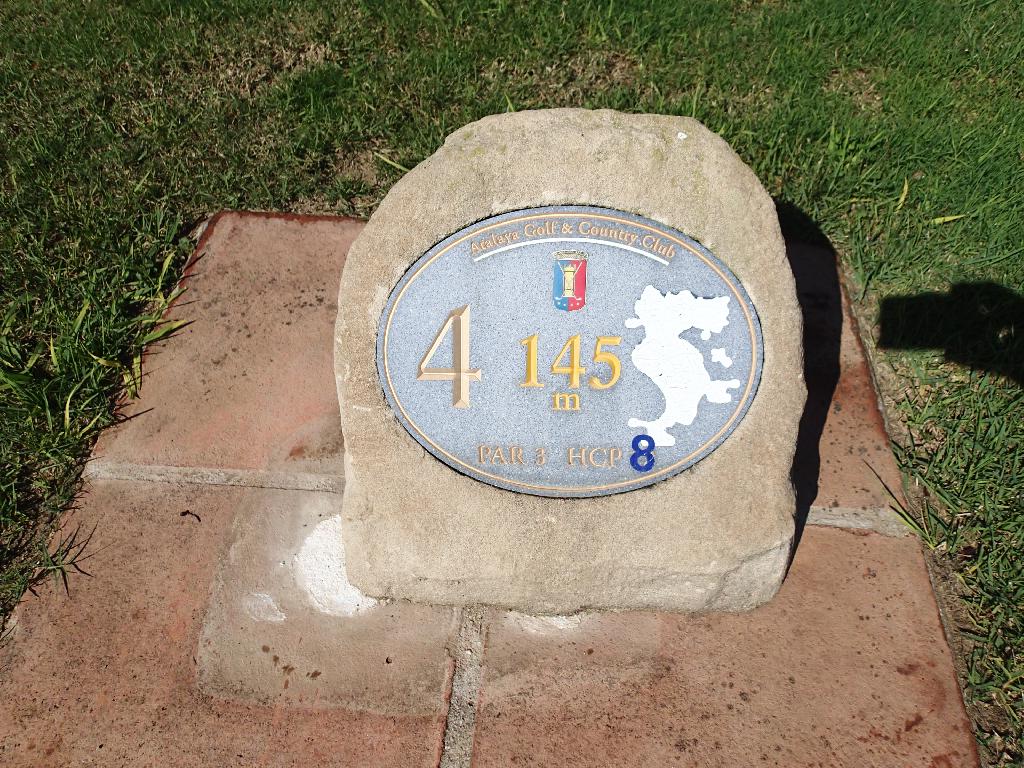 Atalaya Golf & Country Club
4
145
m
PAR 3 HCP 8